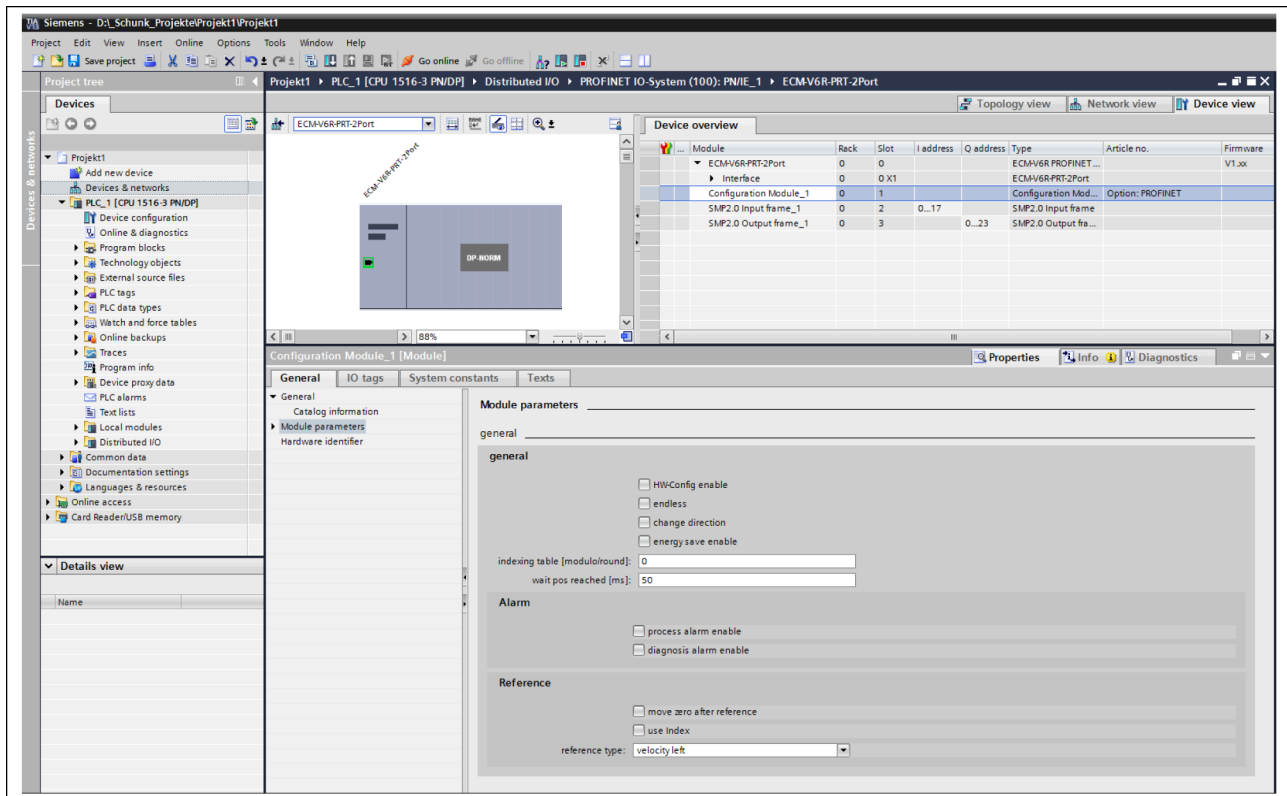 Siemens - D:\_Schunk_Projekte\Projekt1\Projekt1
Project Edit View Insert Online Options Tools Window Help
Save project Go online Go offline
Project tree
Projekt1 PLC_1 [CPU 1516-3 PN/DP] Distributed I/O PROFINET IO-System (100): PN/IE_1 ECM-V6R-PRT-2Port
Topology view Network view Device view
Devices
Devices & networks
ECM-V6R-PRT-2Port
Device overview
... Module Rack Slot I address Q address Type Article no. Firmware
ECM-V6R-PRT-2Port 0 0 ECM-V6R PROFINET ... V1.xx
Interface 0 0 X1 ECM-V6R-PRT-2Port
Configuration Module_1 0 1 Configuration Mod... Option: PROFINET
SMP2.0 Input frame_1 0 2 0...17 SMP2.0 Input frame
SMP2.0 Output frame_1 0 3 0...23 SMP2.0 Output fra...
ECM-V6R-PRT-2Port
DP-NORM
88%
Projekt1
Add new device
Devices & networks
PLC_1 [CPU 1516-3 PN/DP]
Device configuration
Online & diagnostics
Program blocks
Technology objects
External source files
PLC tags
PLC data types
Watch and force tables
Online backups
Traces
Program info
Device proxy data
PLC alarms
Text lists
Local modules
Distributed I/O
Common data
Documentation settings
Languages & resources
Online access
Card Reader/USB memory
Details view
Name
Configuration Module_1 [Module]
Properties Info Diagnostics
General IO tags System constants Texts
General
Catalog information
Module parameters
Hardware identifier
Module parameters
general
general
HW-Config enable
endless
change direction
energy save enable
indexing table [modulo/round]: 0
wait pos reached [ms]: 50
Alarm
process alarm enable
diagnosis alarm enable
Reference
move zero after reference
use Index
reference type: velocity left